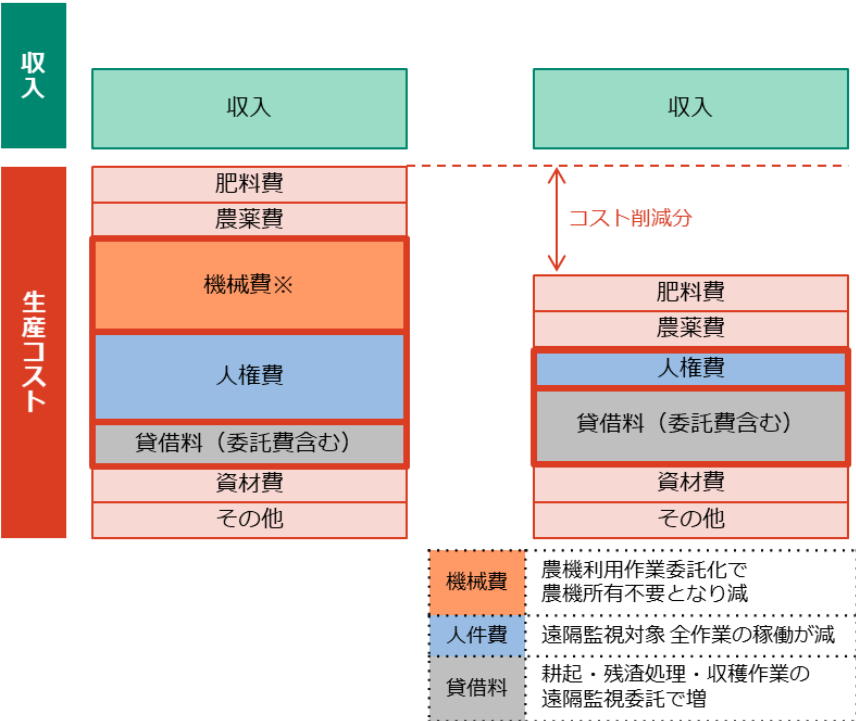 収入
収入
収入
生産コスト
肥料費
農薬費
機械費※
人権費
貸借料（委託費含む）
資材費
その他
コスト削減分
肥料費
農薬費
人権費
貸借料（委託費含む）
資材費
その他
機械費
農機利用作業委託化で
農機所有不要となり減
人件費
遠隔監視対象 全作業の稼働が減
貸借料
耕起・残渣処理・収穫作業の
遠隔監視委託で増